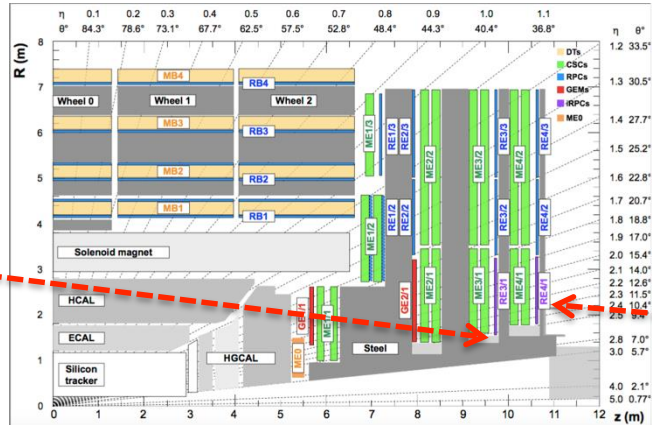 η 0.1 0.2 0.3 0.4 0.5 0.6 0.7 0.8 0.9 1.0 1.1
θ° 84.3° 78.6° 73.1° 67.7° 62.5° 57.5° 52.8° 48.4° 44.3° 40.4° 36.8° η θ°
R (m)
8
7
6
5
4
3
2
1
0
1.2 33.5°
1.3 30.5°
1.4 27.7°
1.5 25.2°
1.6 22.8°
1.7 20.7°
1.8 18.8°
1.9 17.0°
2.0 15.4°
2.1 14.0°
2.2 12.6°
2.3 11.5°
2.4 10.4°
2.5 9.4°
2.8 7.0°
3.0 5.7°
4.0 2.1°
5.0 0.77°
DTs
CSCs
RPCs
GEMs
iRPCs
ME0
MB4
RB4
Wheel 0 Wheel 1 Wheel 2
MB3
RB3
MB2
RB2
MB1
RB1
Solenoid magnet
HCAL
ECAL
Silicon
tracker
HGCAL
Steel
ME0
GE1/1
ME1/1
ME1/2
ME1/3
RE1/3
RE2/3
RE1/2
RE2/2
GE2/1
ME2/2
ME2/1
ME3/2
ME3/1
RE3/3
RE3/2
RE3/1
ME4/2
ME4/1
RE4/3
RE4/2
RE4/1
0 1 2 3 4 5 6 7 8 9 10 11 12
z (m)